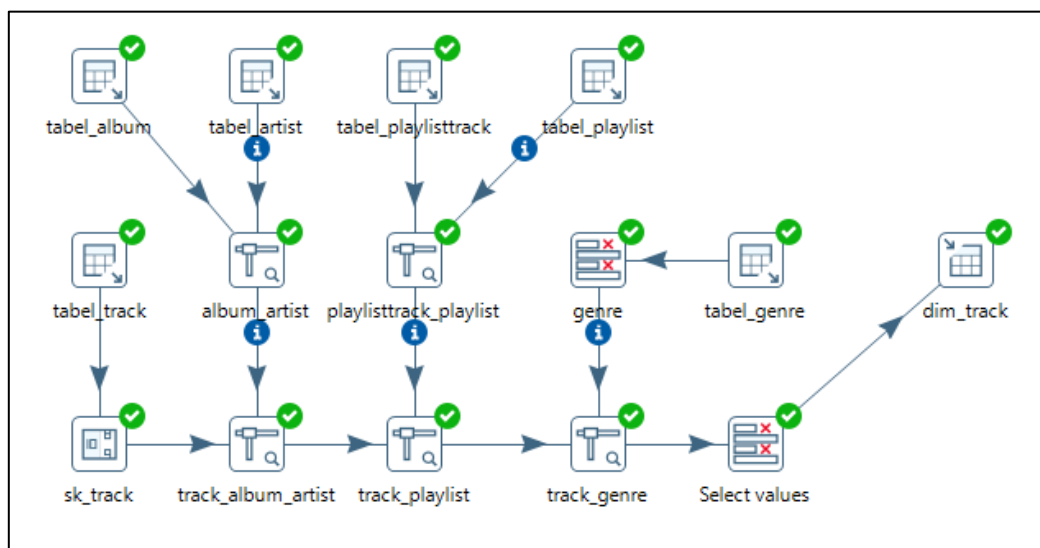 tabel_album
tabel_artist
tabel_playlisttrack
tabel_playlist
tabel_track
album_artist
playlisttrack_playlist
genre
tabel_genre
dim_track
sk_track
track_album_artist
track_playlist
track_genre
Select values